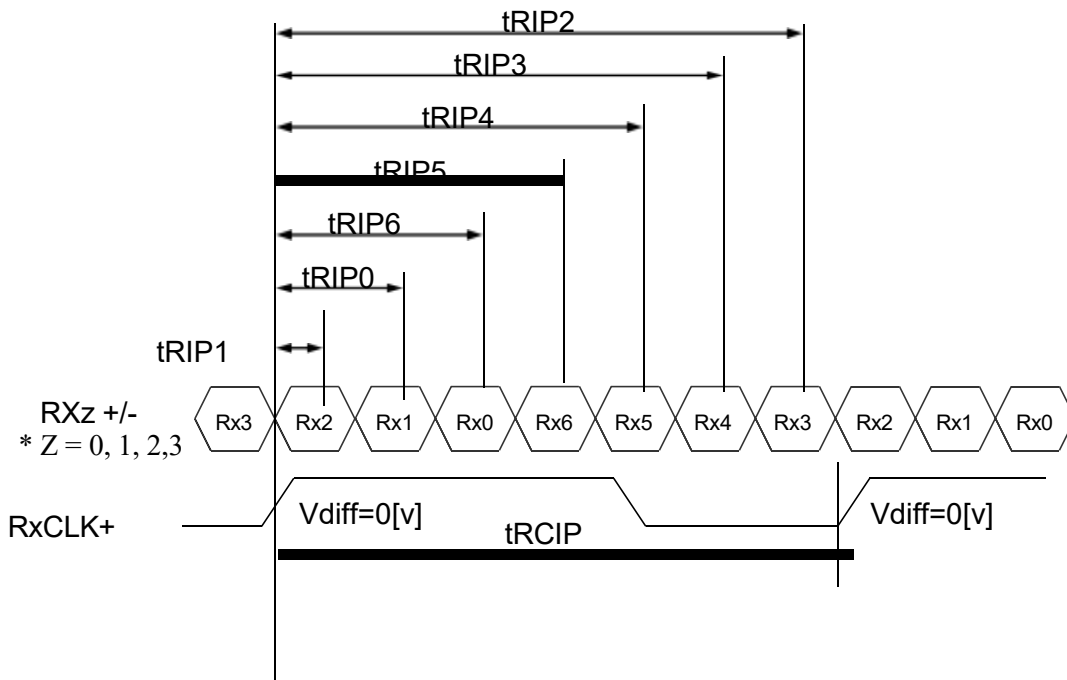 tRIP2
tRIP3
tRIP4
tRIP5
tRIP6
tRIP0
tRIP1
RXz +/-
* Z = 0, 1, 2,3
Rx3 Rx2 Rx1 Rx0 Rx6 Rx5 Rx4 Rx3 Rx2 Rx1 Rx0
RxCLK+
Vdiff=0[v] Vdiff=0[v]
tRCIP